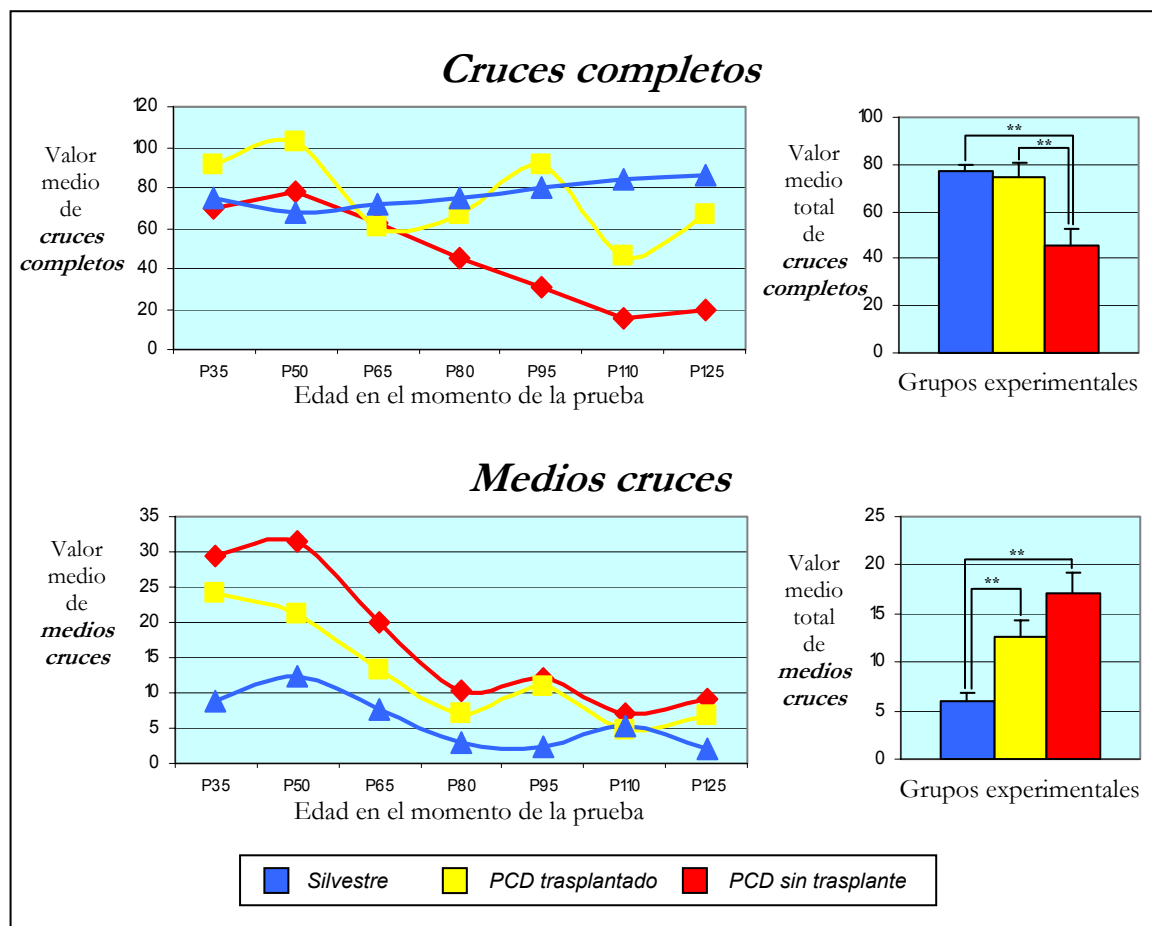 Cruces completos
Valor
medio
de
cruces
completos
120
100
80
60
40
20
0
P35 P50 P65 P80 P95 P110 P125
Edad en el momento de la prueba
Valor
medio
total
de
cruces
completos
100
80
60
40
20
0
**
**
Grupos experimentales
Medios cruces
Valor
medio
de
medios
cruces
35
30
25
20
15
10
5
0
P35 P50 P65 P80 P95 P110 P125
Edad en el momento de la prueba
Valor
medio
total
de
medios
cruces
25
20
15
10
5
0
**
**
Grupos experimentales
Silvestre PCD trasplantado PCD sin trasplante